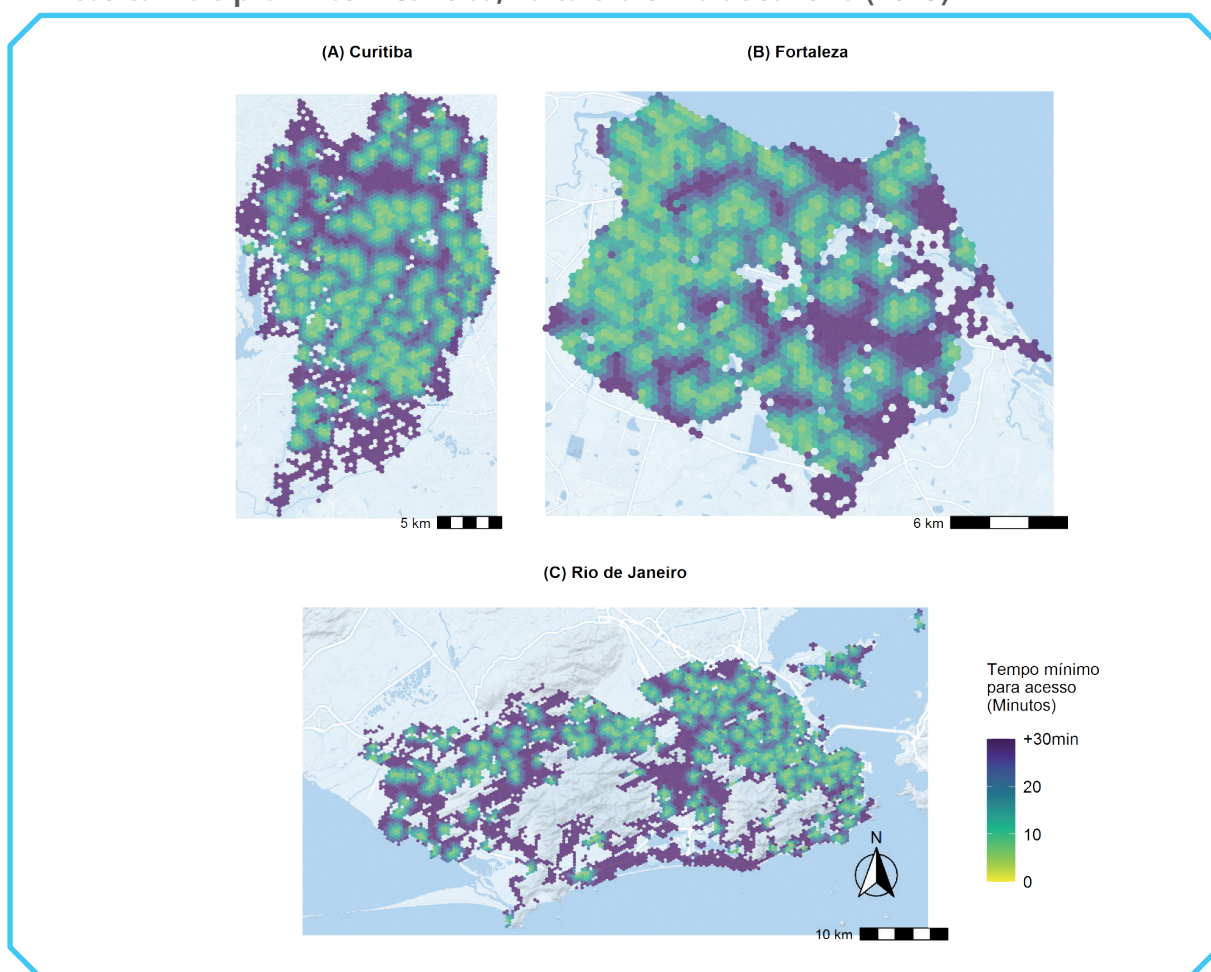 (A) Curitiba
(B) Fortaleza
5 km
6 km
(C) Rio de Janeiro
Tempo mínimo
para acesso
(Minutos)
+30min
20
10
0
N
10 km